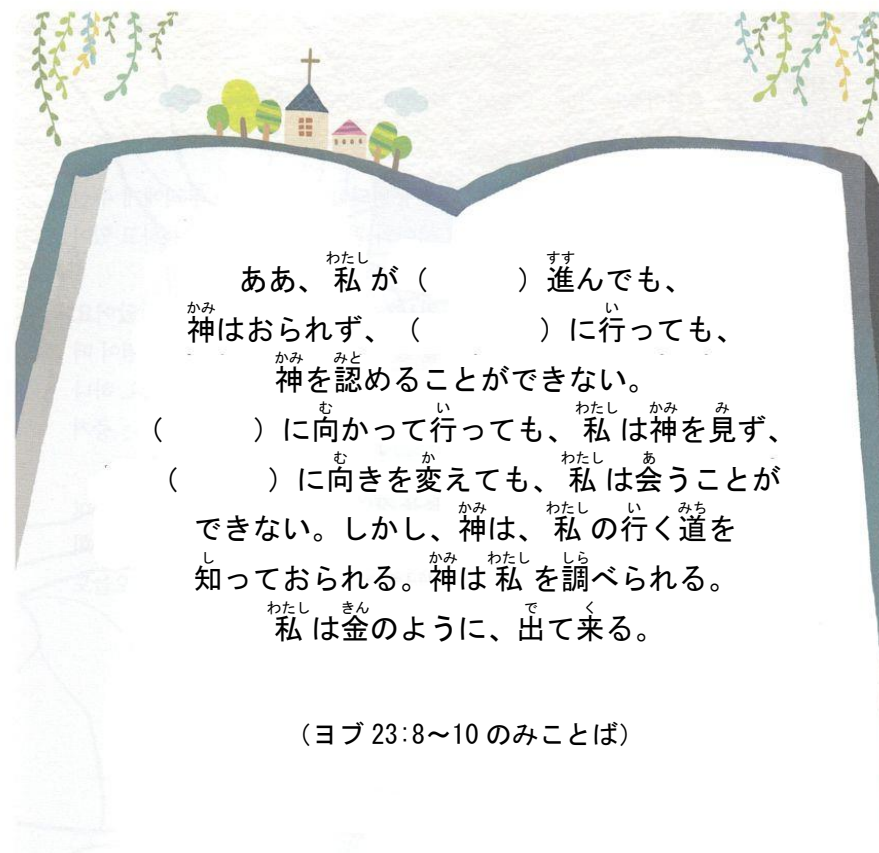 ああ、私が（　　　）進んでも、
神はおられず、（　　　　）に行っても、
神を認めることができない。
（　　　）に向かって行っても、私は神を見ず、
（　　　）に向きを変えても、私は会うことが
できない。しかし、神は、私の行く道を
知っておられる。神は私を調べられる。
私は金のように、出て来る。
（ヨブ 23:8～10 のみことば）